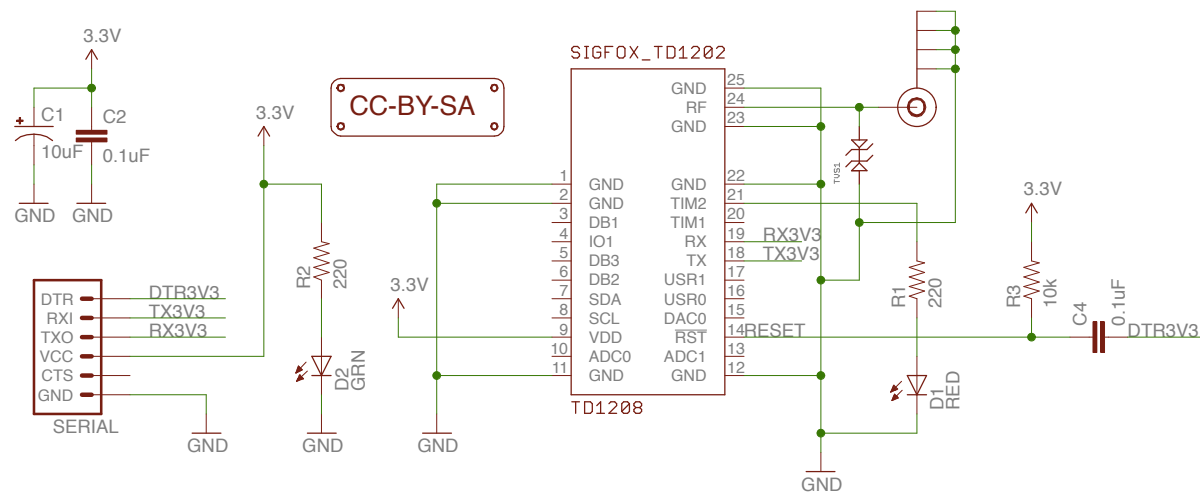 3.3V
C1
10uF
C2
0.1uF
GND
GND
3.3V
CC-BY-SA
R2
220
D2
GRN
GND
DTR
RXI
TXO
VCC
CTS
GND
DTR3V3
TX3V3
RX3V3
SERIAL
GND
3.3V
GND
SIGFOX_TD1202
1 GND
2 GND
3 DB1
4 IO1
5 DB3
6 DB2
7 SDA
8 SCL
9 VDD
10 ADC0
11 GND
GND 25
RF 24
GND 23
GND 22
TIM2 21
TIM1 20
RX 19 RX3V3
TX 18 TX3V3
USR1 17
USR0 16
DAC0 15
RST 14 RESET
ADC1 13
GND 12
TD1208
TVS1
R1
220
D1
RED
GND
3.3V
R3
10k
C4
0.1uF
DTR3V3